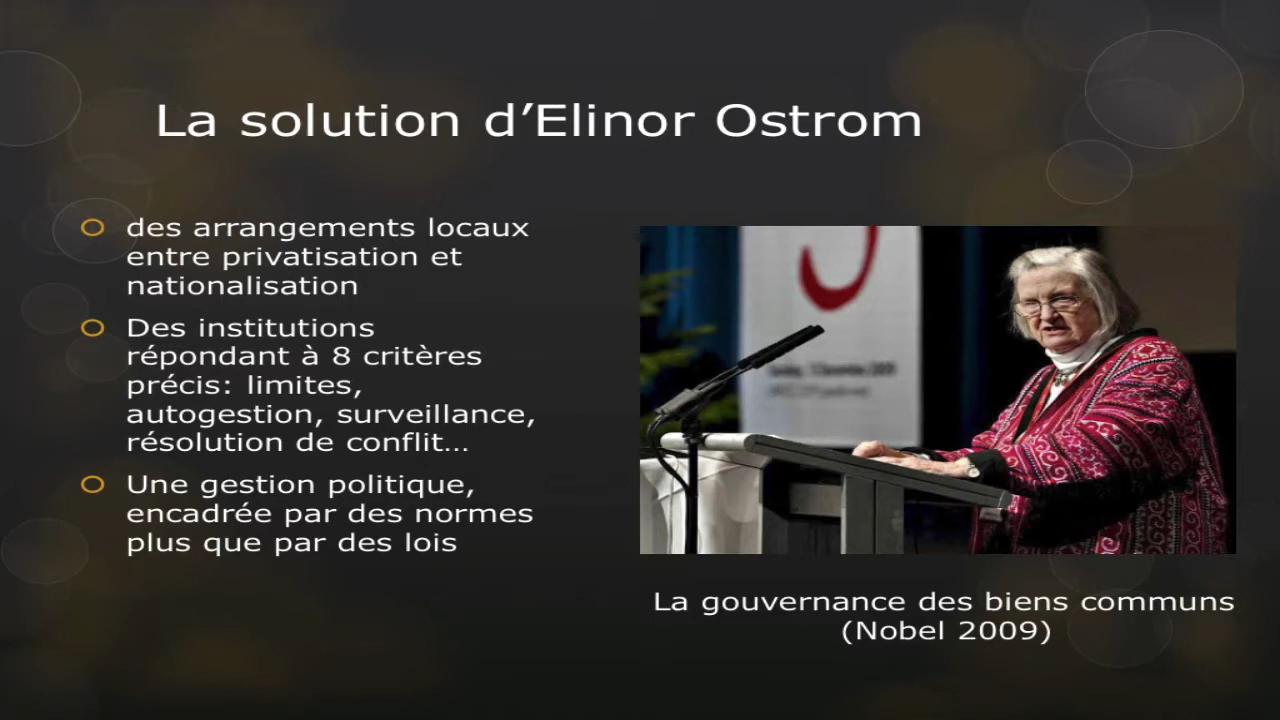 La solution d’Elinor Ostrom
des arrangements locaux
entre privatisation et
nationalisation
Des institutions
répondant à 8 critères
précis: limites,
autogestion, surveillance,
résolution de conflit…
Une gestion politique,
encadrée par des normes
plus que par des lois
La gouvernance des biens communs
(Nobel 2009)